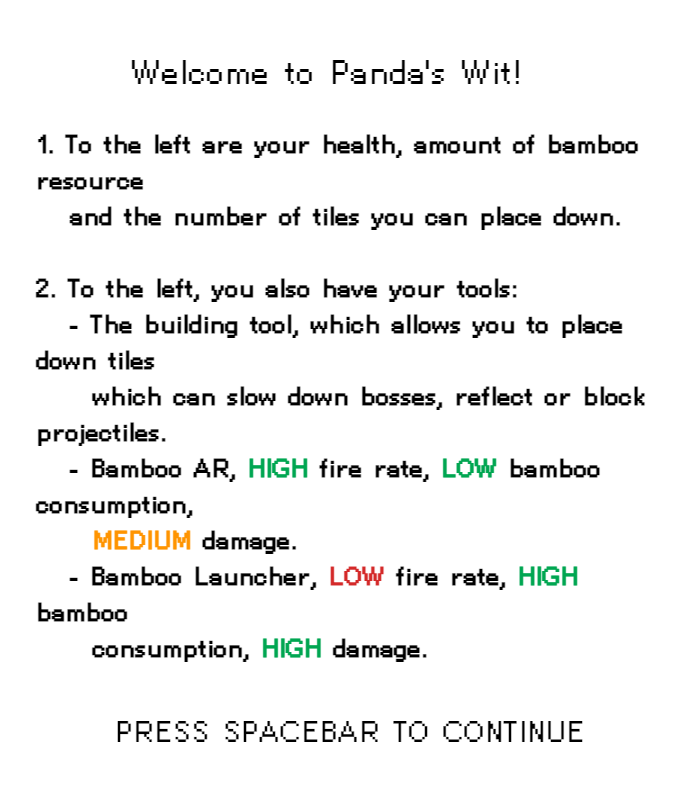 Welcome to Panda's Wit!
1. To the left are your health, amount of bamboo
resource
and the number of tiles you can place down.
2. To the left, you also have your tools:
- The building tool, which allows you to place
down tiles
which can slow down bosses, reflect or block
projectiles.
- Bamboo AR, HIGH fire rate, LOW bamboo
consumption,
MEDIUM damage.
- Bamboo Launcher, LOW fire rate, HIGH
bamboo
consumption, HIGH damage.
PRESS SPACEBAR TO CONTINUE